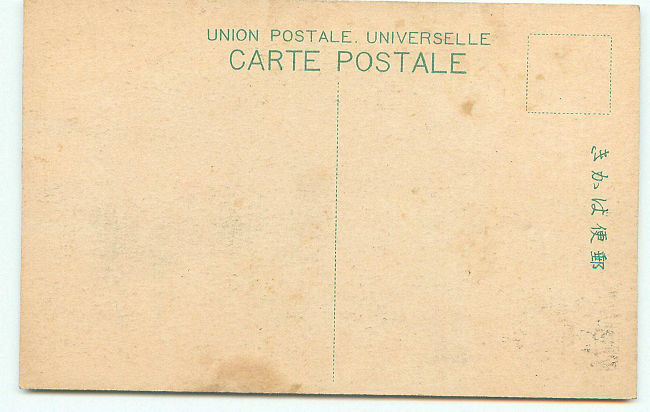 UNION POSTALE. UNIVERSELLE
CARTE POSTALE
きかは便郵